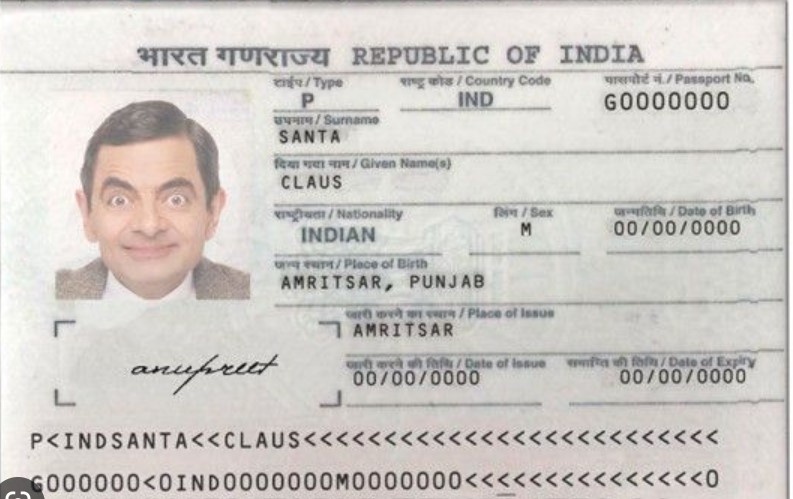 भारत गणराज्य REPUBLIC OF INDIA
टाईप / Type राष्ट्र कोड / Country Code पासपोर्ट नं. / Passport No.
P IND G0000000
उपनाम / Surname
SANTA
दिया गया नाम / Given Name(s)
CLAUS
राष्ट्रीयता / Nationality लिंग / Sex जन्मतिथि / Date of Birth
INDIAN M 00/00/0000
जन्म स्थान / Place of Birth
AMRITSAR, PUNJAB
जारी करने का स्थान / Place of Issue
AMRITSAR
anupreet
जारी करने की तिथि / Date of Issue समाप्ति की तिथि / Date of Expiry
00/00/0000 00/00/0000
P<INDSANTA<<CLAUS<<<<<<<<<<<<<<<<<<<<<<<<<<<
G000000<0IND0000000M0000000<<<<<<<<<<<<<<<<0